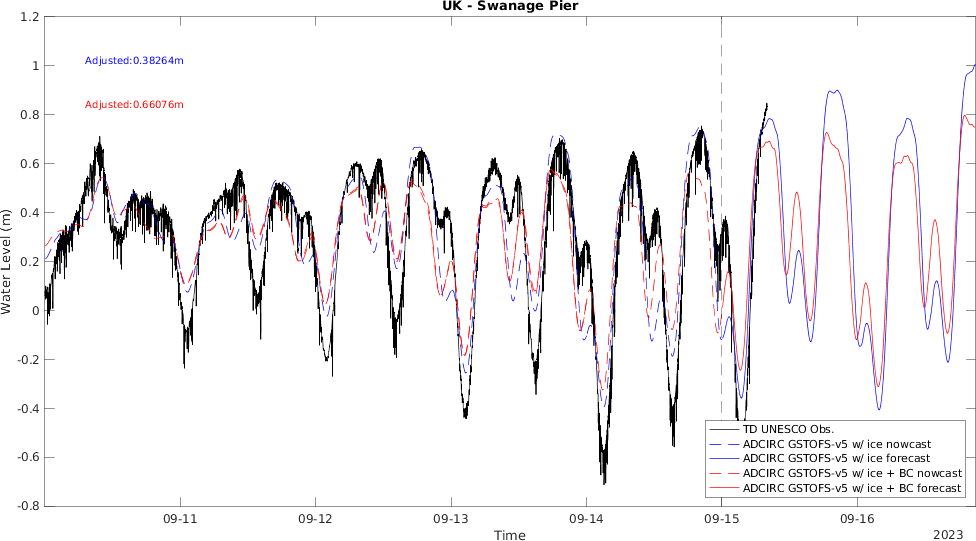 UK - Swanage Pier
1.2
1
0.8
0.6
0.4
0.2
0
-0.2
-0.4
-0.6
-0.8
Water Level (m)
Adjusted:0.38264m
Adjusted:0.66076m
TD UNESCO Obs.
ADCIRC GSTOFS-v5 w/ ice nowcast
ADCIRC GSTOFS-v5 w/ ice forecast
ADCIRC GSTOFS-v5 w/ ice + BC nowcast
ADCIRC GSTOFS-v5 w/ ice + BC forecast
09-11 09-12 09-13 09-14 09-15 09-16
Time
2023